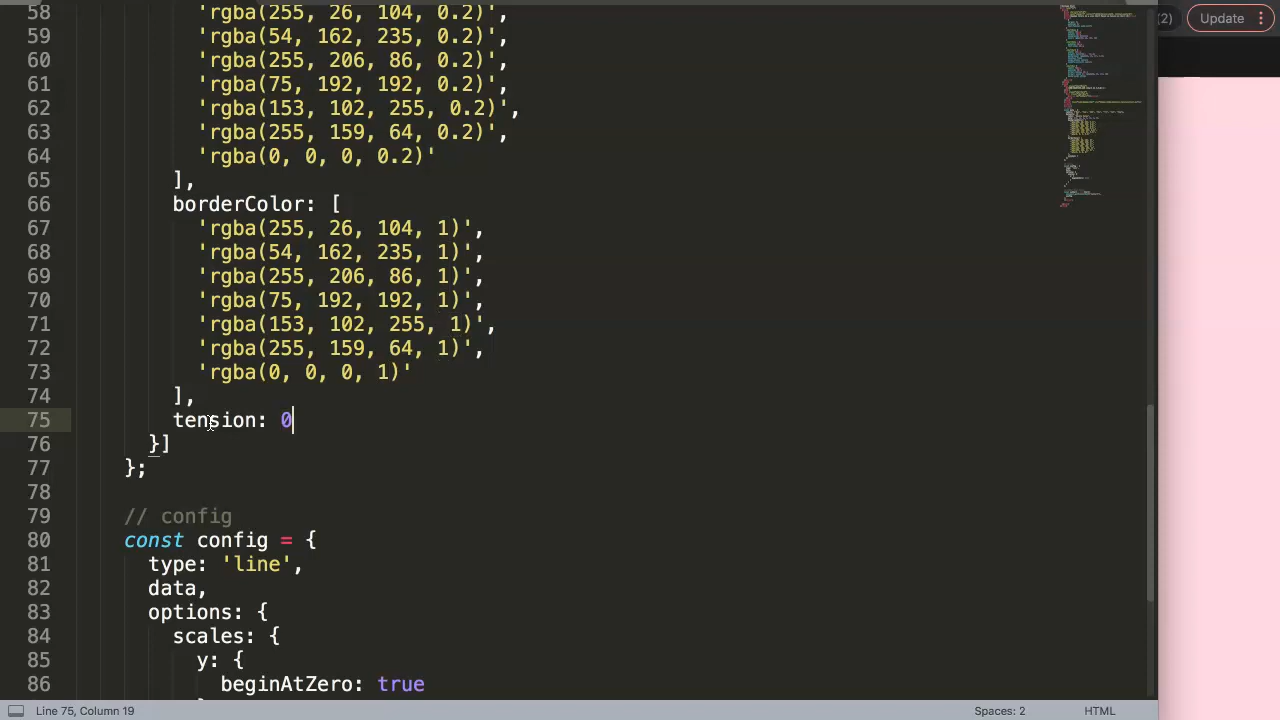 58 'rgba(255, 26, 104, 0.2)',
59 'rgba(54, 162, 235, 0.2)',
60 'rgba(255, 206, 86, 0.2)',
61 'rgba(75, 192, 192, 0.2)',
62 'rgba(153, 102, 255, 0.2)',
63 'rgba(255, 159, 64, 0.2)',
64 'rgba(0, 0, 0, 0.2)'
65 ],
66 borderColor: [
67 'rgba(255, 26, 104, 1)',
68 'rgba(54, 162, 235, 1)',
69 'rgba(255, 206, 86, 1)',
70 'rgba(75, 192, 192, 1)',
71 'rgba(153, 102, 255, 1)',
72 'rgba(255, 159, 64, 1)',
73 'rgba(0, 0, 0, 1)'
74 ],
75 tension: 0
76 }]
77 };
78
79 // config
80 const config = {
81 type: 'line',
82 data,
83 options: {
84 scales: {
85 y: {
86 beginAtZero: true
(2) Update
Line 75, Column 19 Spaces: 2 HTML